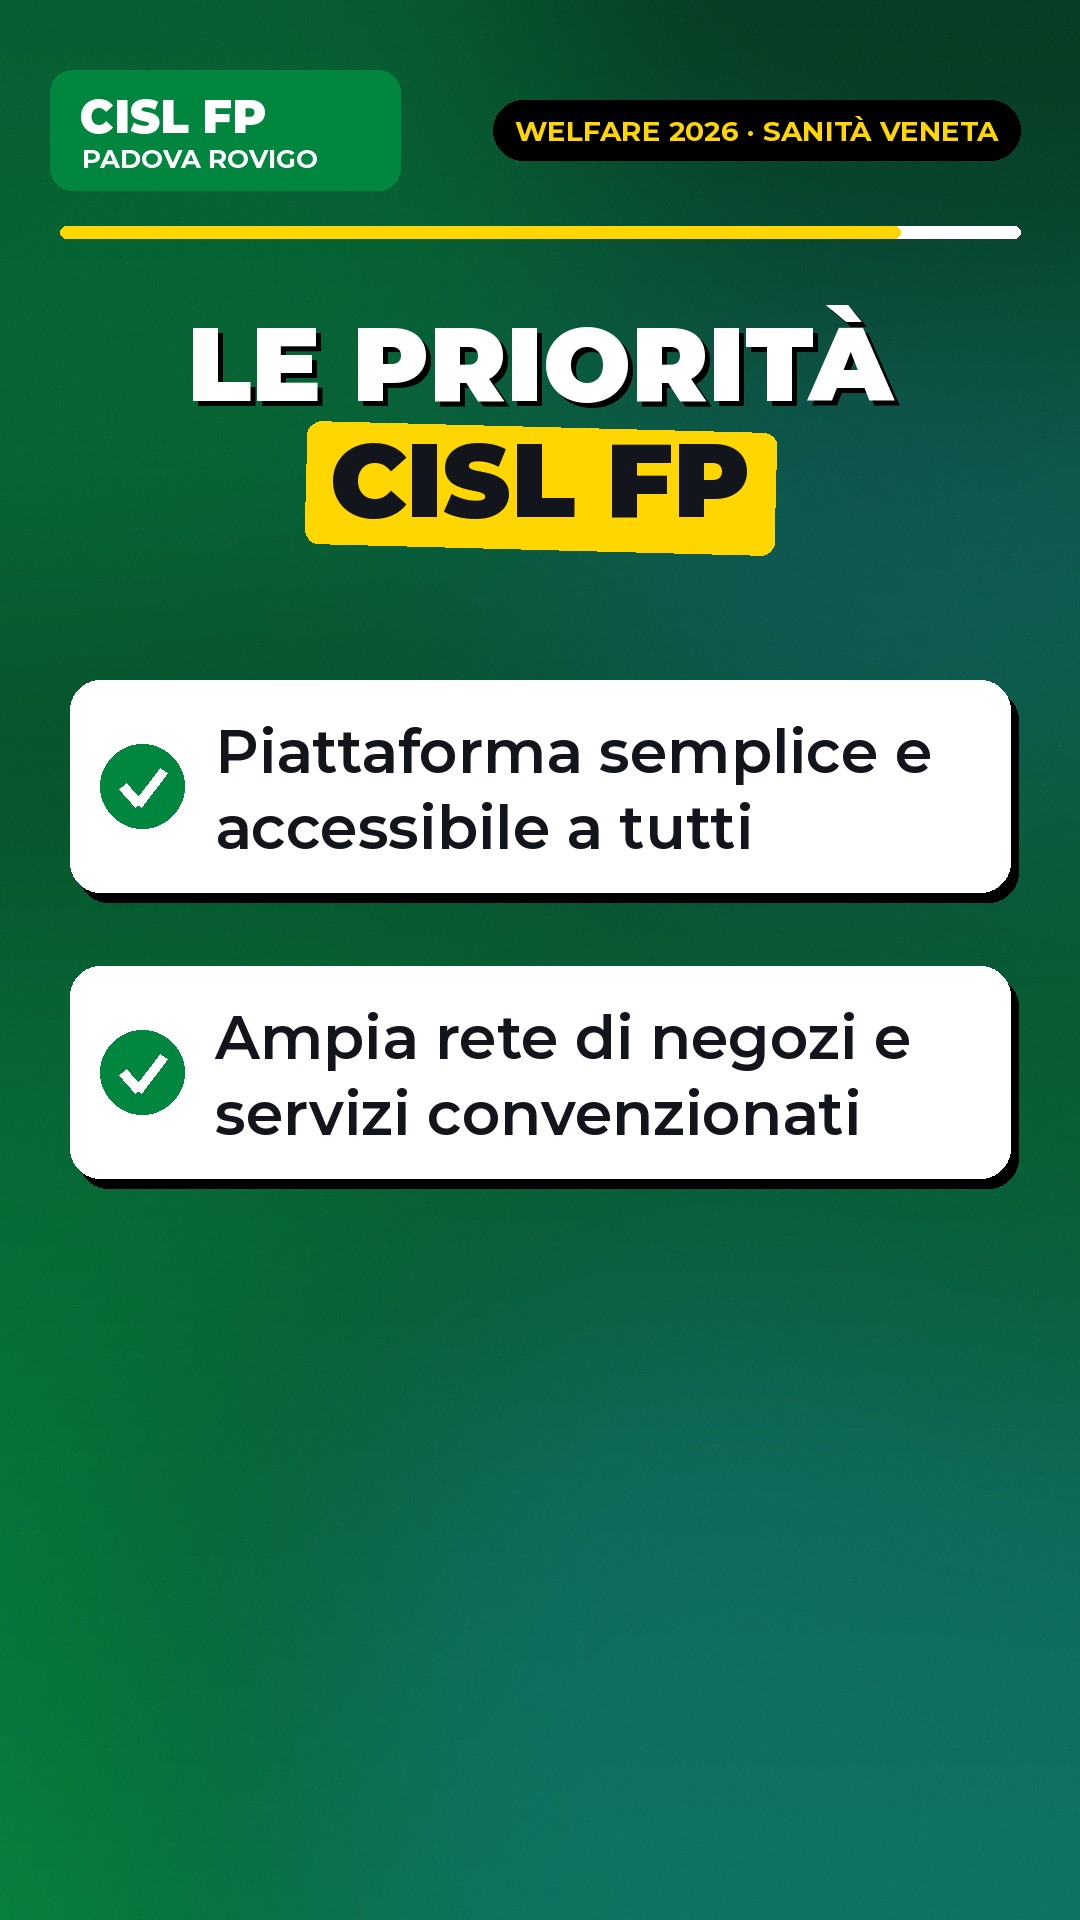 CISL FP
PADOVA ROVIGO
WELFARE 2026 · SANITÀ VENETA
LE PRIORITÀ
CISL FP
Piattaforma semplice e
accessibile a tutti
Ampia rete di negozi e
servizi convenzionati